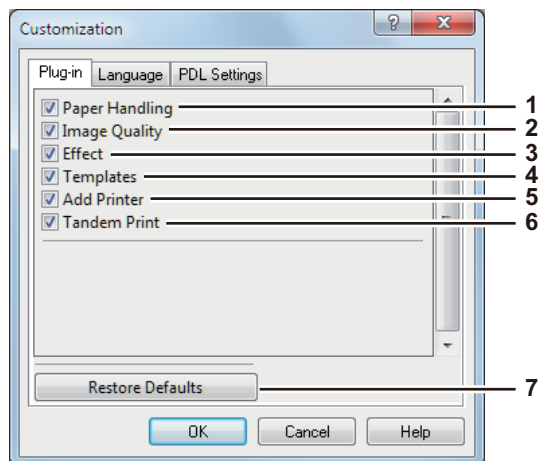 Customization
Plug-in Language PDL Settings
Paper Handling 1
Image Quality 2
Effect 3
Templates 4
Add Printer 5
Tandem Print 6
Restore Defaults 7
OK Cancel Help